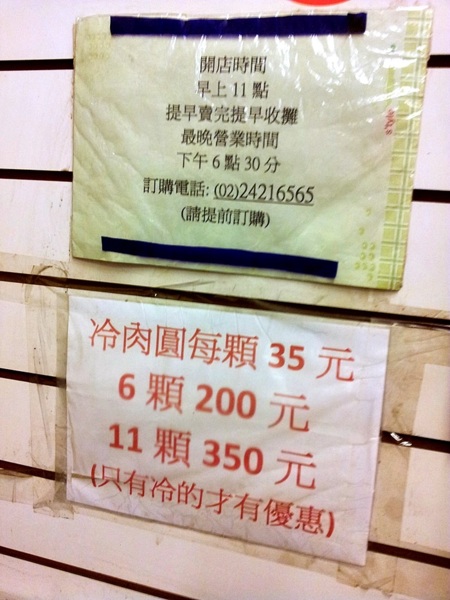 開店時間
早上11點
提早賣完提早收攤
最晚營業時間
下午6點30分
訂購電話: (02)24216565
(請提前訂購)
冷肉圓每顆 35 元
6 顆 200 元
11 顆 350 元
(只有冷的才有優惠)